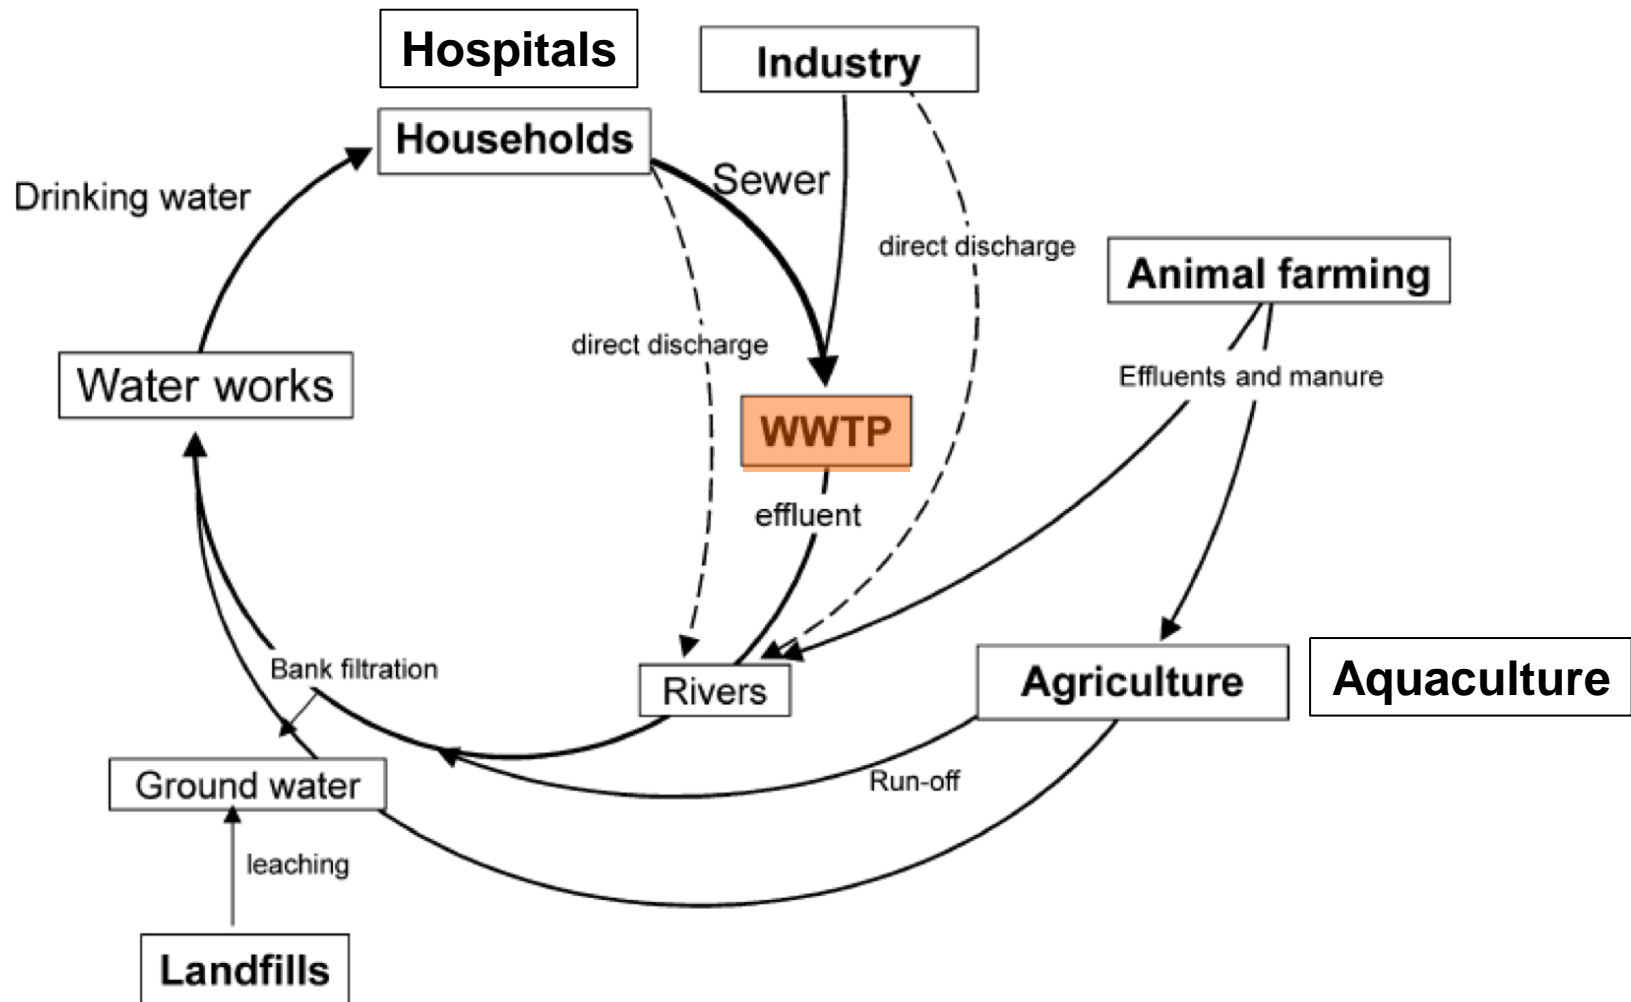 Hospitals
Industry
Households
Sewer
Drinking water
direct discharge
Animal farming
direct discharge
Effluents and manure
Water works
WWTP
effluent
Bank filtration
Rivers
Agriculture
Aquaculture
Ground water
Run-off
leaching
Landfills